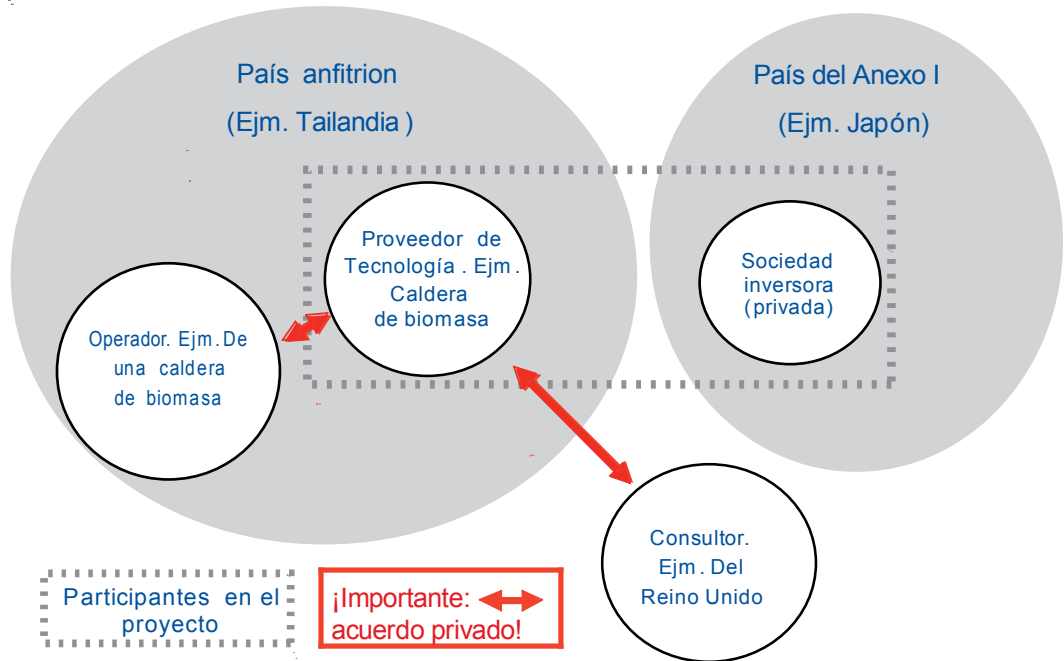 País anfitrion
(Ejm. Tailandia )
País del Anexo I
(Ejm. Japón)
Proveedor de
Tecnología . Ejm .
Caldera
de biomasa
Sociedad
inversora
(privada)
Operador. Ejm. De
una caldera
de biomasa
Consultor.
Ejm . Del
Reino Unido
Participantes en el
proyecto
¡Importante:
acuerdo privado!